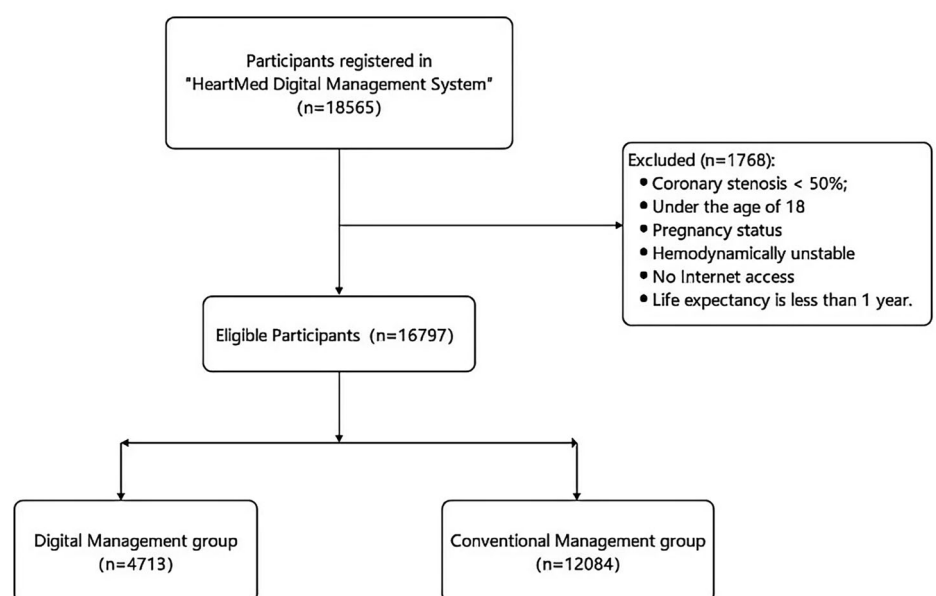 Participants registered in
"HeartMed Digital Management System"
(n=18565)
Excluded (n=1768):
● Coronary stenosis < 50%;
● Under the age of 18
● Pregnancy status
● Hemodynamically unstable
● No Internet access
● Life expectancy is less than 1 year.
Eligible Participants (n=16797)
Digital Management group
(n=4713)
Conventional Management group
(n=12084)